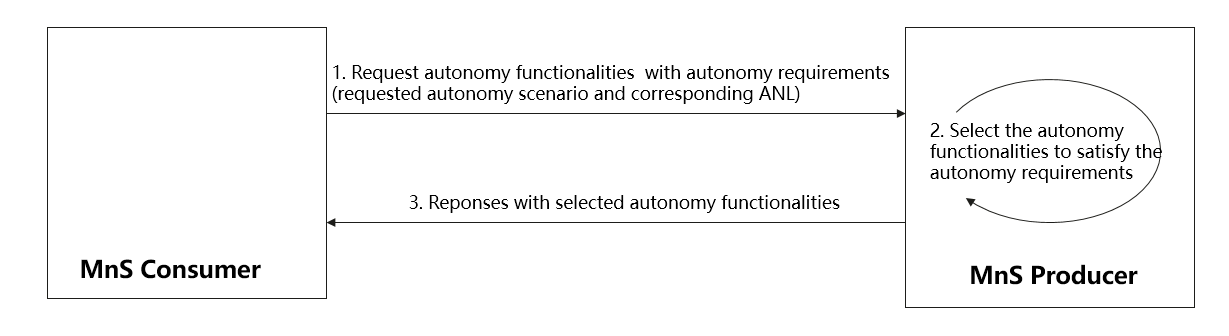 1. Request autonomy functionalities with autonomy requirements
(requested autonomy scenario and corresponding ANL)
2. Select the autonomy
functionalities to satisfy the
autonomy requirements
3. Reponses with selected autonomy functionalities
MnS Consumer
MnS Producer